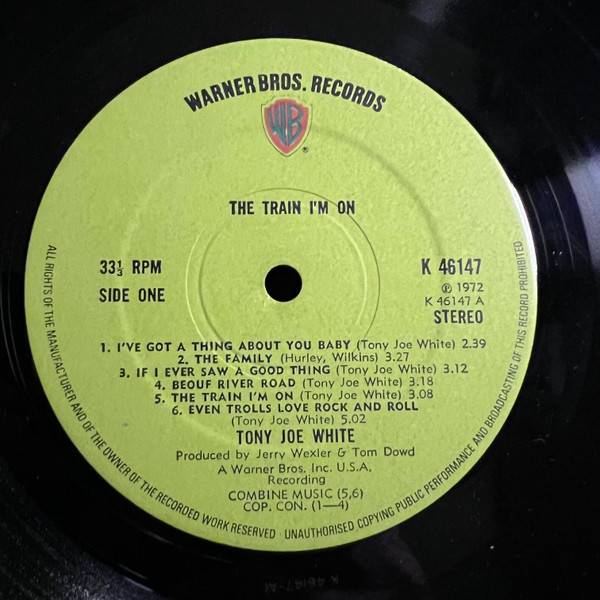 WARNER BROS. RECORDS
WB
®
THE TRAIN I'M ON
33⅓ RPM
SIDE ONE
K 46147
℗ 1972
K 46147 A
STEREO
1. I'VE GOT A THING ABOUT YOU BABY (Tony Joe White) 2.39
2. THE FAMILY (Hurley, Wilkins) 3.27
3. IF I EVER SAW A GOOD THING (Tony Joe White) 3.12
4. BEOUF RIVER ROAD (Tony Joe White) 3.18
5. THE TRAIN I'M ON (Tony Joe White) 3.08
6. EVEN TROLLS LOVE ROCK AND ROLL
(Tony Joe White) 5.02
TONY JOE WHITE
Produced by Jerry Wexler & Tom Dowd
A Warner Bros. Inc. U.S.A.
Recording
COMBINE MUSIC (5,6)
COP. CON. (1—4)
ALL RIGHTS OF THE MANUFACTURER AND OF THE OWNER OF THE RECORDED WORK RESERVED · UNAUTHORISED COPYING PUBLIC PERFORMANCE AND BROADCASTING OF THIS RECORD PROHIBITED
K 46147-A1